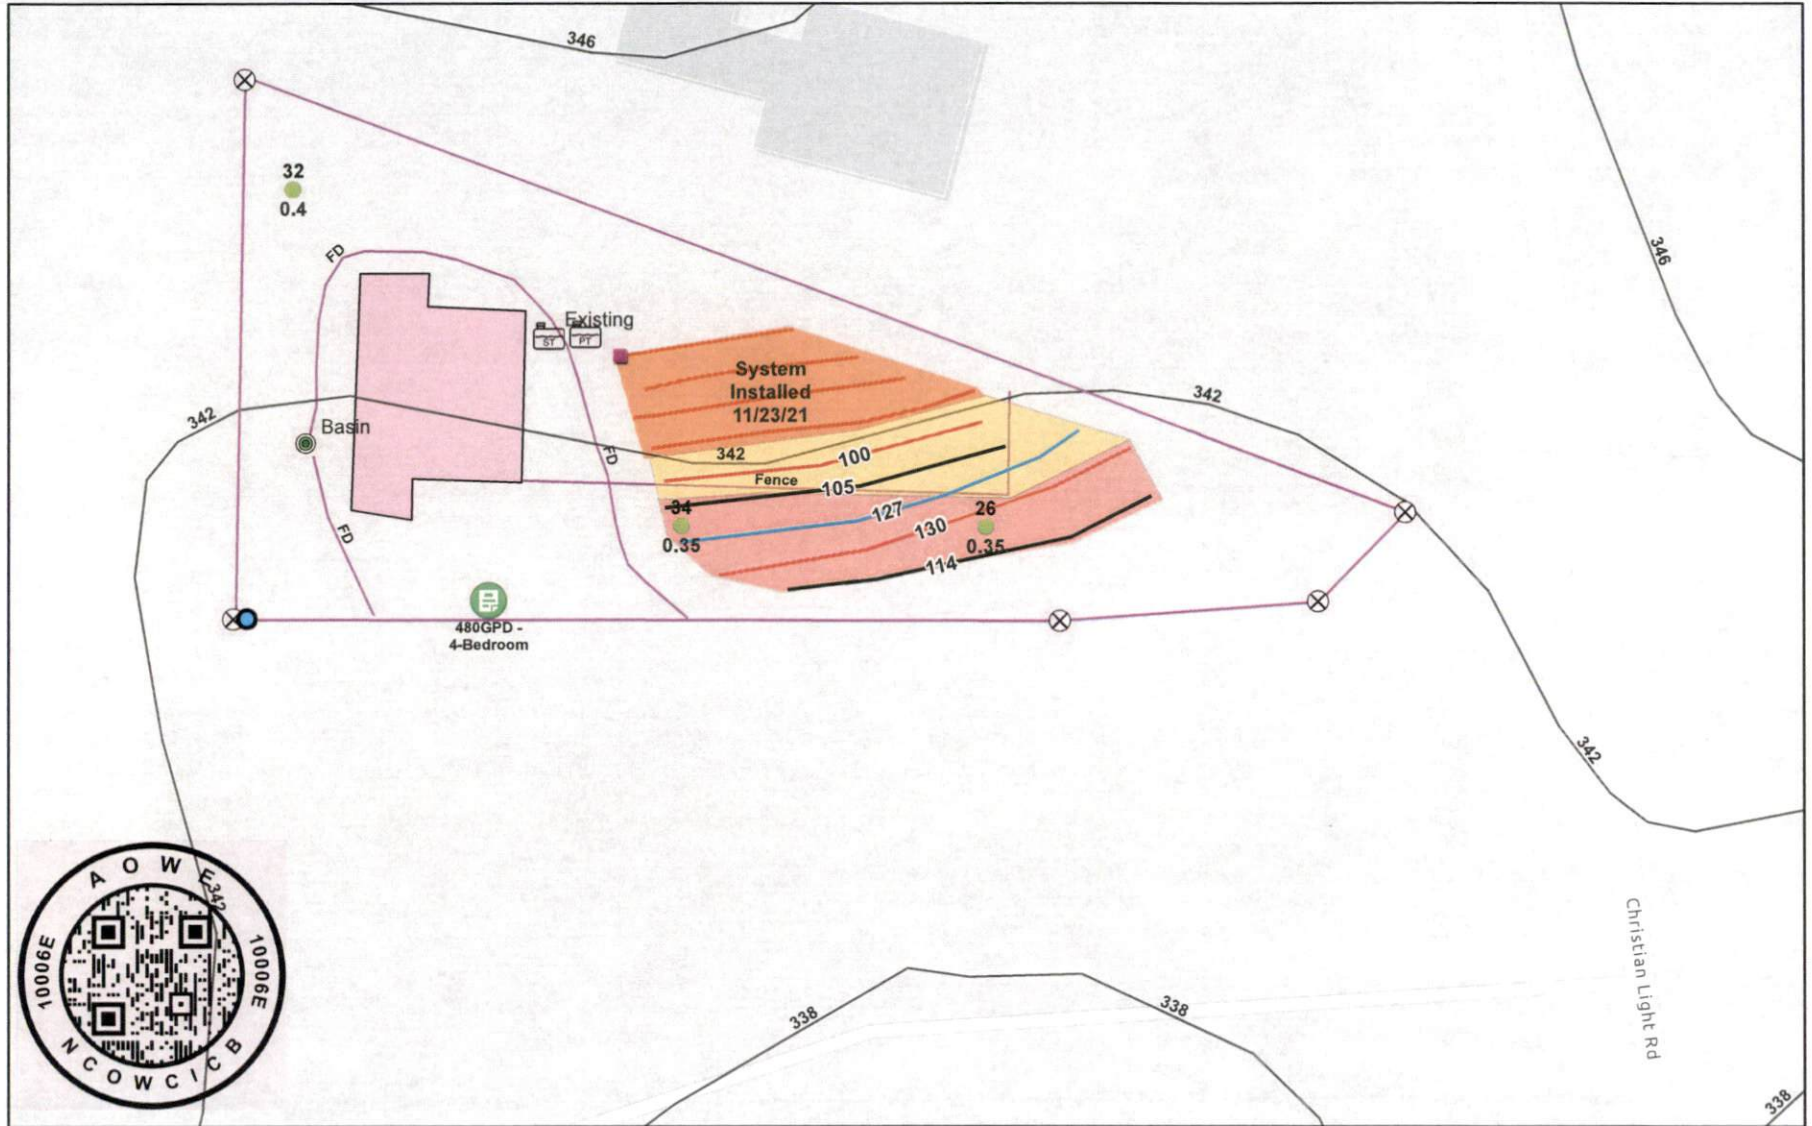 346
32
0.4
FD
346
Existing
ST
PT
System
Installed
11/23/21
342
342
Basin
342
FD
100
Fence
105
34
127
26
130
0.35
0.35
FD
114
480GPD -
4-Bedroom
342
AOWE
342
10006E
10006E
NCOWCICB
Christian Light Rd
338
338
338